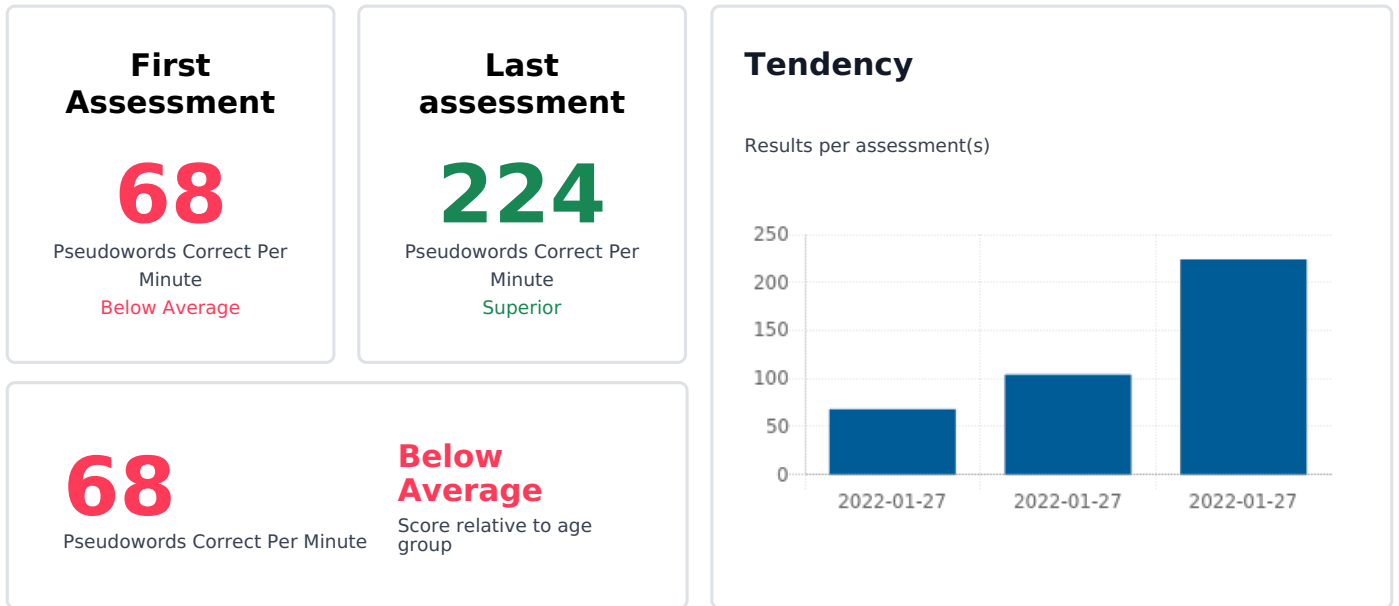 First
Assessment
68
Pseudowords Correct Per
Minute
Below Average
Last
assessment
224
Pseudowords Correct Per
Minute
Superior
68
Pseudowords Correct Per Minute
Below
Average
Score relative to age
group
Tendency
Results per assessment(s)
250
200
150
100
50
0
2022-01-27 2022-01-27 2022-01-27